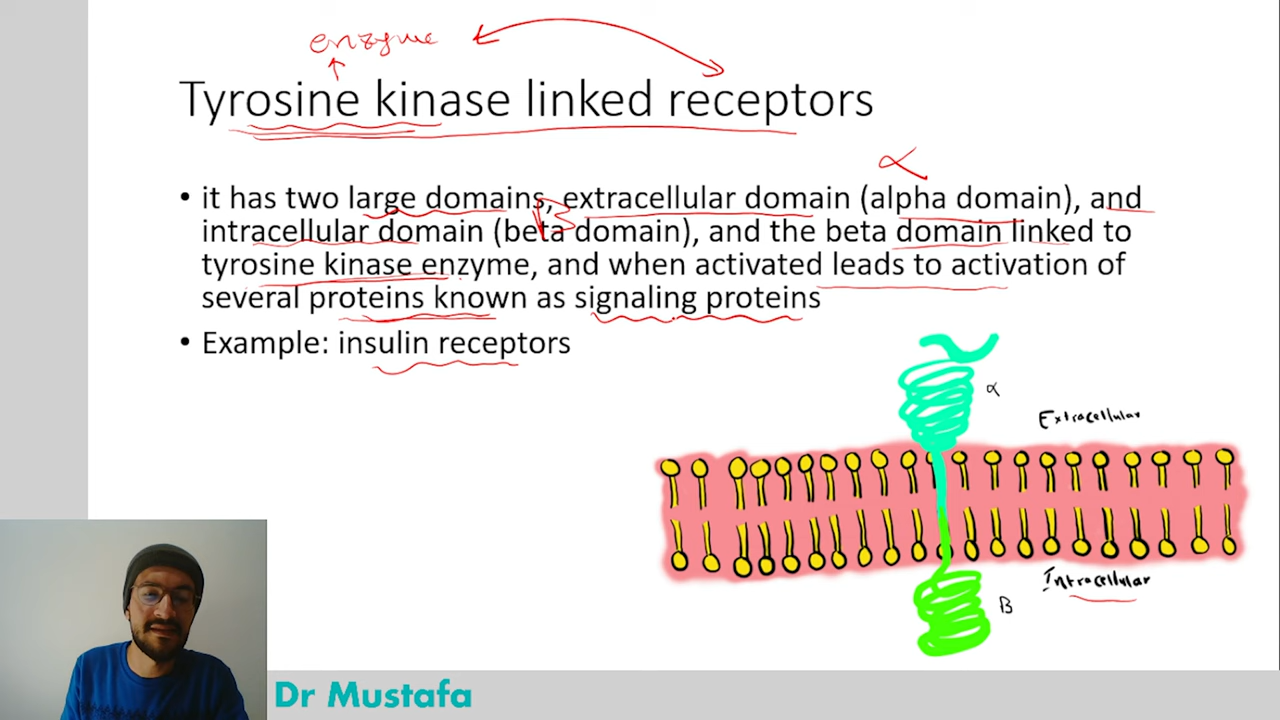 enzyme
Tyrosine kinase linked receptors
α
• it has two large domains, extracellular domain (alpha domain), and
B
intracellular domain (beta domain), and the beta domain linked to
tyrosine kinase enzyme, and when activated leads to activation of
several proteins known as signaling proteins
• Example: insulin receptors
α
Extracellular
Intracellular
B
Dr Mustafa